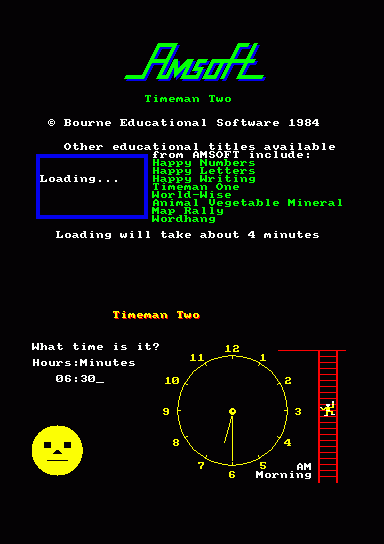 Amsoft
Timeman Two
© Bourne Educational Software 1984
Other educational titles available
from AMSOFT include:
Happy Numbers
Happy Letters
Happy Writing
Timeman One
World-Wise
Animal Vegetable Mineral
Map Rally
Wordhang
Loading...
Loading will take about 4 minutes
Timeman Two
What time is it?
Hours:Minutes
06:30_
12
1
2
3
4
5
6
7
8
9
10
11
AM
Morning